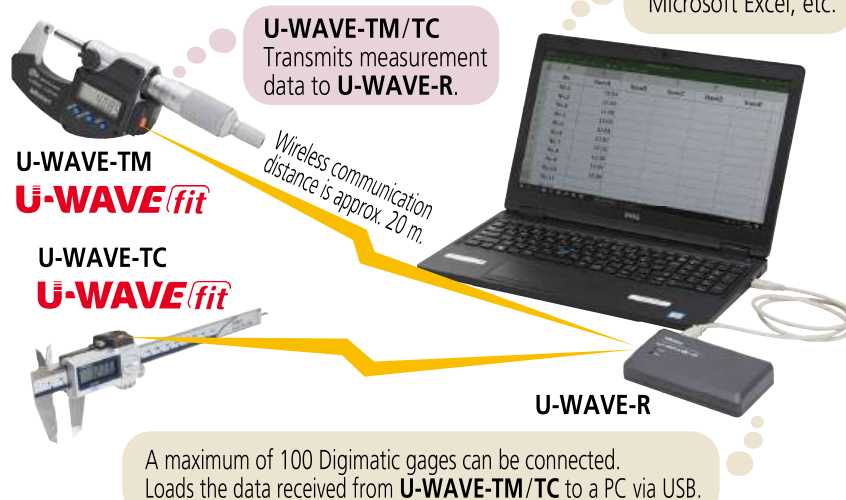 Microsoft Excel, etc.
U-WAVE-TM/TC
Transmits measurement
data to U-WAVE-R.
Wireless communication
distance is approx. 20 m.
U-WAVE-TM
U-WAVE fit
U-WAVE-TC
U-WAVE fit
DELL
U-WAVE-R
A maximum of 100 Digimatic gages can be connected.
Loads the data received from U-WAVE-TM/TC to a PC via USB.